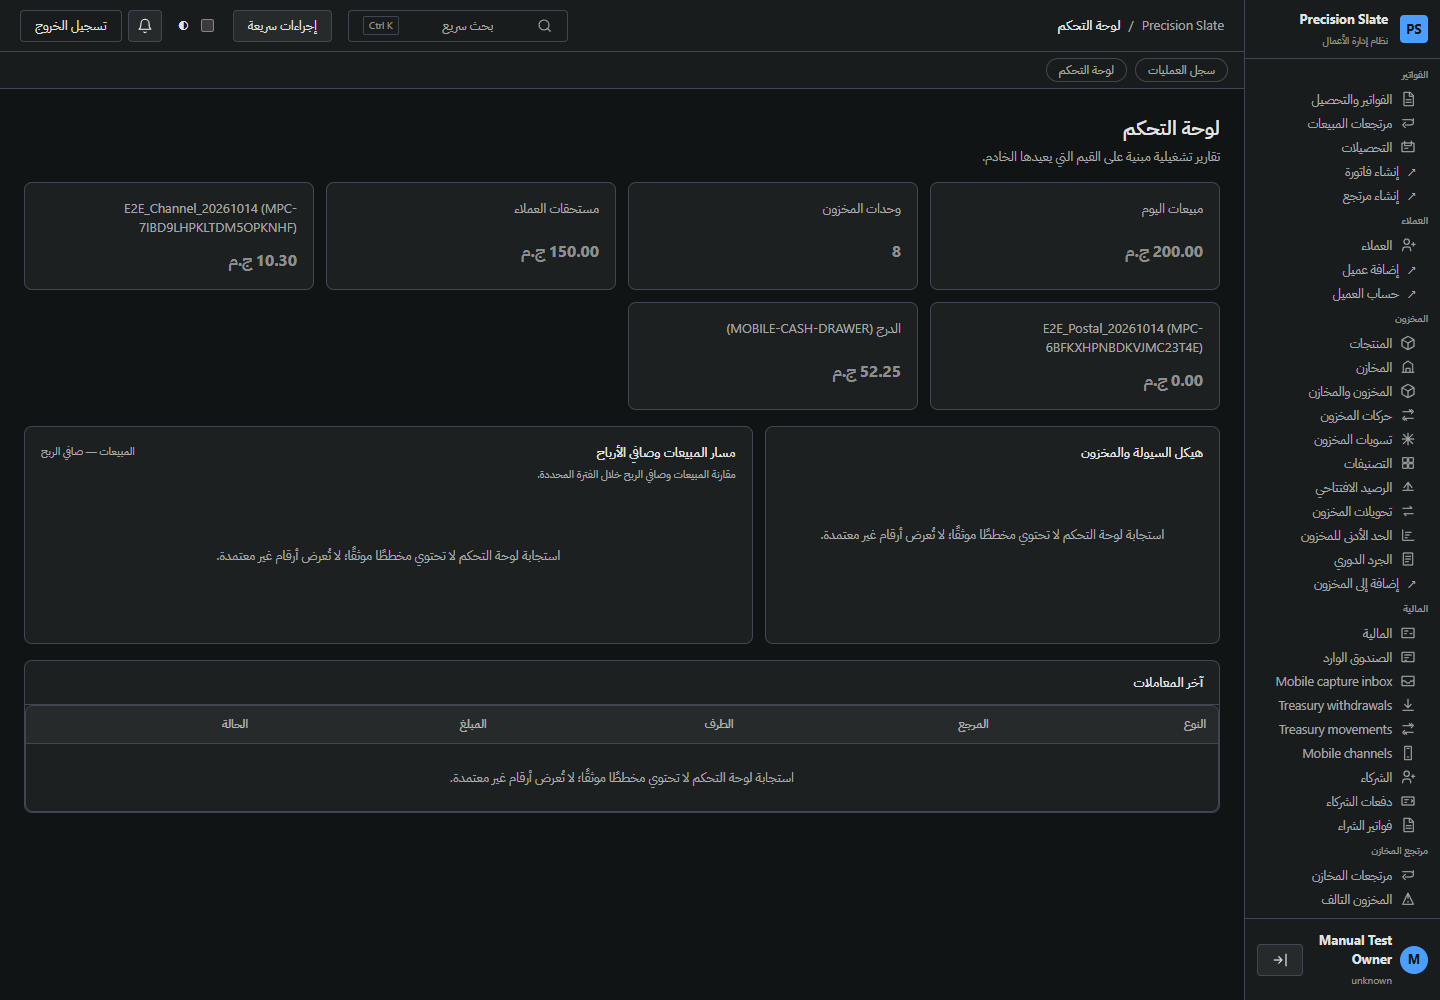 Precision Slate
نظام إدارة الأعمال
PS
Precision Slate / لوحة التحكم
بحث سريع
Ctrl K
إجراءات سريعة
تسجيل الخروج
سجل العمليات
لوحة التحكم
الفواتير
الفواتير والتحصيل
مرتجعات المبيعات
التحصيلات
إنشاء فاتورة
إنشاء مرتجع
العملاء
العملاء
إضافة عميل
حساب العميل
المخزون
المنتجات
المخازن
المخزون والمخازن
حركات المخزون
تسويات المخزون
التصنيفات
الرصيد الافتتاحي
تحويلات المخزون
الحد الأدنى للمخزون
الجرد الدوري
إضافة إلى المخزون
المالية
المالية
الصندوق الوارد
Mobile capture inbox
Treasury withdrawals
Treasury movements
Mobile channels
الشركاء
دفعات الشركاء
فواتير الشراء
مرتجع المخازن
مرتجعات المخازن
المخزون التالف
Manual Test
Owner
unknown
M
لوحة التحكم
تقارير تشغيلية مبنية على القيم التي يعيدها الخادم.
مبيعات اليوم
200.00 ج.م
وحدات المخزون
8
مستحقات العملاء
150.00 ج.م
E2E_Channel_20261014 (MPC-
7IBD9LHPKLTDM5OPKNHF)
10.30 ج.م
E2E_Postal_20261014 (MPC-
6BFKXHPNBDKVJMC23T4E)
0.00 ج.م
الدرج (MOBILE-CASH-DRAWER)
52.25 ج.م
هيكل السيولة والمخزون
استجابة لوحة التحكم لا تحتوي مخططًا موثقًا؛ لا تُعرض أرقام غير معتمدة.
مسار المبيعات وصافي الأرباح
المبيعات — صافي الربح
مقارنة المبيعات وصافي الربح خلال الفترة المحددة.
استجابة لوحة التحكم لا تحتوي مخططًا موثقًا؛ لا تُعرض أرقام غير معتمدة.
آخر المعاملات
النوع المرجع الطرف المبلغ الحالة
استجابة لوحة التحكم لا تحتوي مخططًا موثقًا؛ لا تُعرض أرقام غير معتمدة.